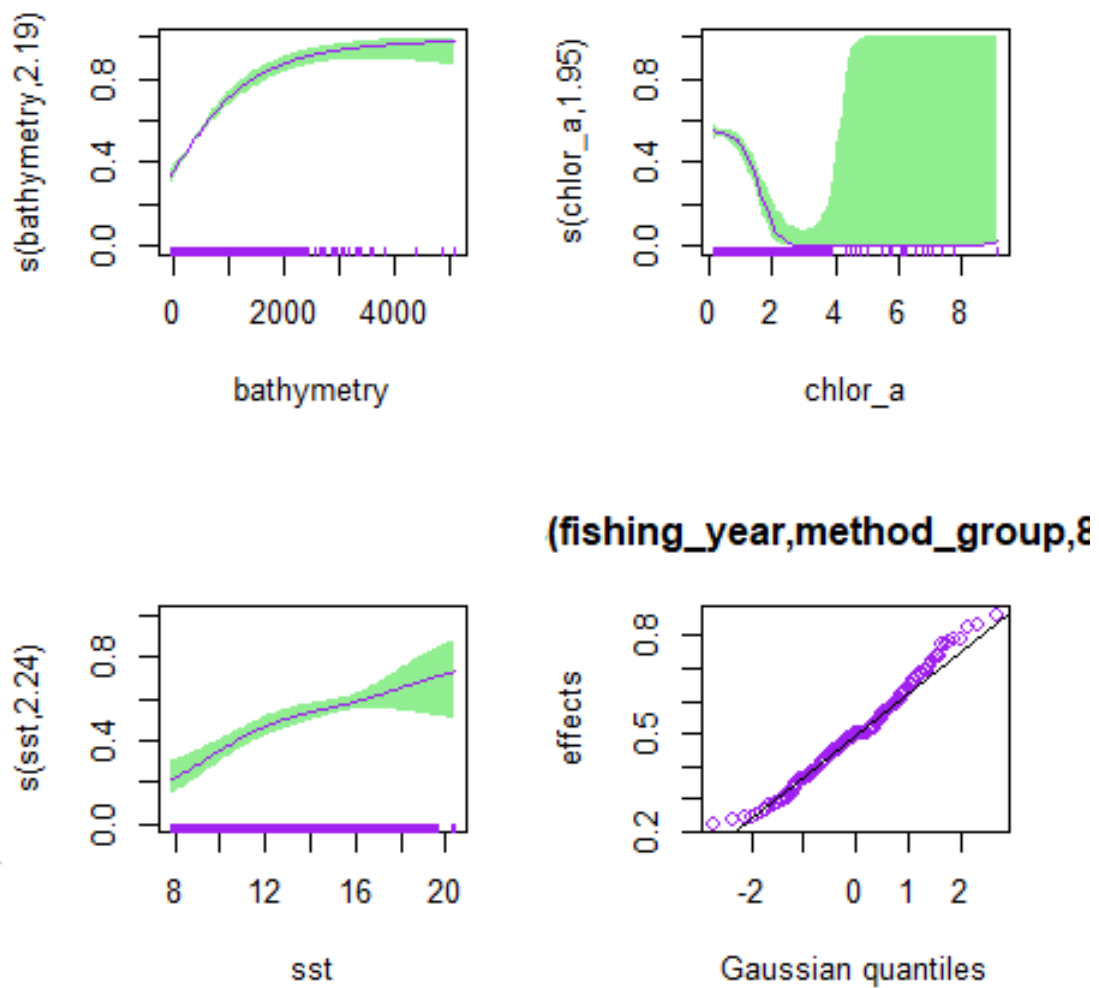 s(bathymetry,2.19)
0.0 0.4 0.8
0 2000 4000
bathymetry
s(chlor_a,1.95)
0.0 0.4 0.8
0 2 4 6 8
chlor_a
s(sst,2.24)
0.0 0.4 0.8
8 12 16 20
sst
(fishing_year,method_group,8
effects
0.2 0.5 0.8
-2 0 1 2
Gaussian quantiles